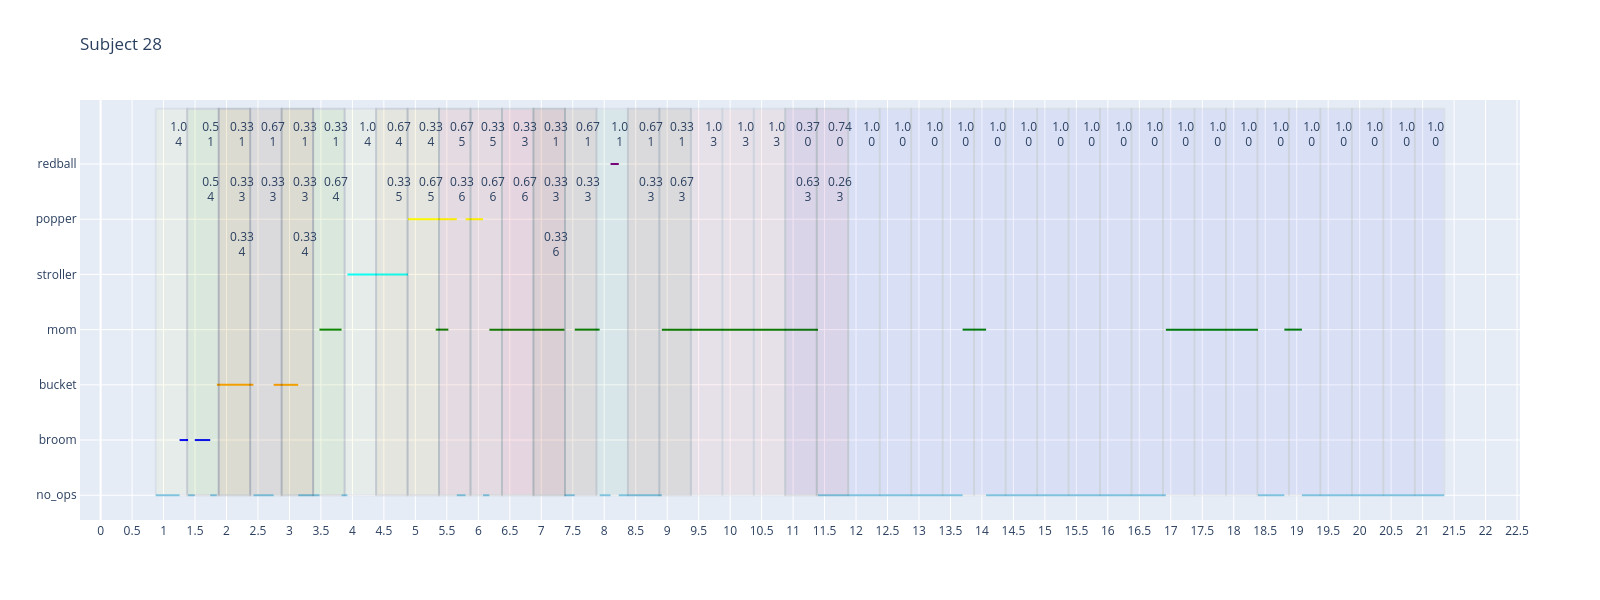 Subject 28
1.0 0.5 0.33 0.67 0.33 0.33 1.0 0.67 0.33 0.67 0.33 0.33 0.33 0.67 1.0 0.67 0.33 1.0 1.0 1.0 0.37 0.74 1.0 1.0 1.0 1.0 1.0 1.0 1.0 1.0 1.0 1.0 1.0 1.0 1.0 1.0 1.0 1.0 1.0 1.0 1.0
4 1 1 1 1 1 4 4 4 5 5 3 1 1 1 1 1 3 3 3 0 0 0 0 0 0 0 0 0 0 0 0 0 0 0 0 0 0 0 0 0
redball
0.5 0.33 0.33 0.33 0.67 0.33 0.67 0.33 0.67 0.67 0.33 0.33 0.33 0.67 0.63 0.26
4 3 3 3 4 5 5 6 6 6 3 3 3 3 3 3
popper
0.33 0.33 0.33
4 4 6
stroller
mom
bucket
broom
no_ops
0 0.5 1 1.5 2 2.5 3 3.5 4 4.5 5 5.5 6 6.5 7 7.5 8 8.5 9 9.5 10 10.5 11 11.5 12 12.5 13 13.5 14 14.5 15 15.5 16 16.5 17 17.5 18 18.5 19 19.5 20 20.5 21 21.5 22 22.5